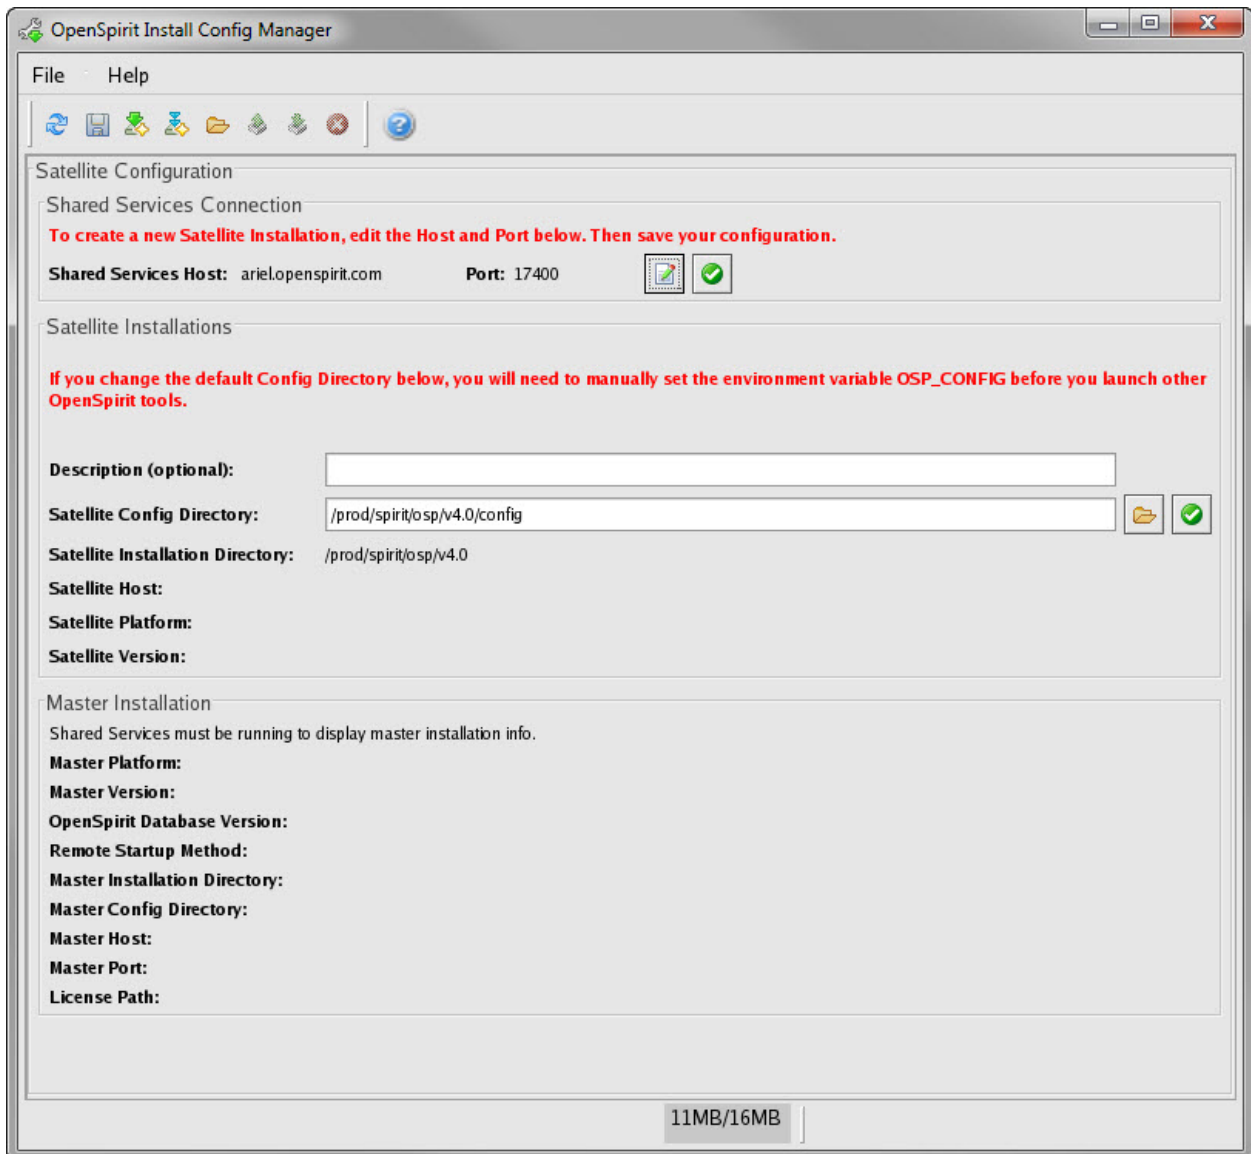 OpenSpirit Install Config Manager
File Help
Satellite Configuration
Shared Services Connection
To create a new Satellite Installation, edit the Host and Port below. Then save your configuration.
Shared Services Host: ariel.openspirit.com Port: 17400
Satellite Installations
If you change the default Config Directory below, you will need to manually set the environment variable OSP_CONFIG before you launch other
OpenSpirit tools.
Description (optional):
Satellite Config Directory: /prod/spirit/osp/v4.0/config
Satellite Installation Directory: /prod/spirit/osp/v4.0
Satellite Host:
Satellite Platform:
Satellite Version:
Master Installation
Shared Services must be running to display master installation info.
Master Platform:
Master Version:
OpenSpirit Database Version:
Remote Startup Method:
Master Installation Directory:
Master Config Directory:
Master Host:
Master Port:
License Path:
11MB/16MB